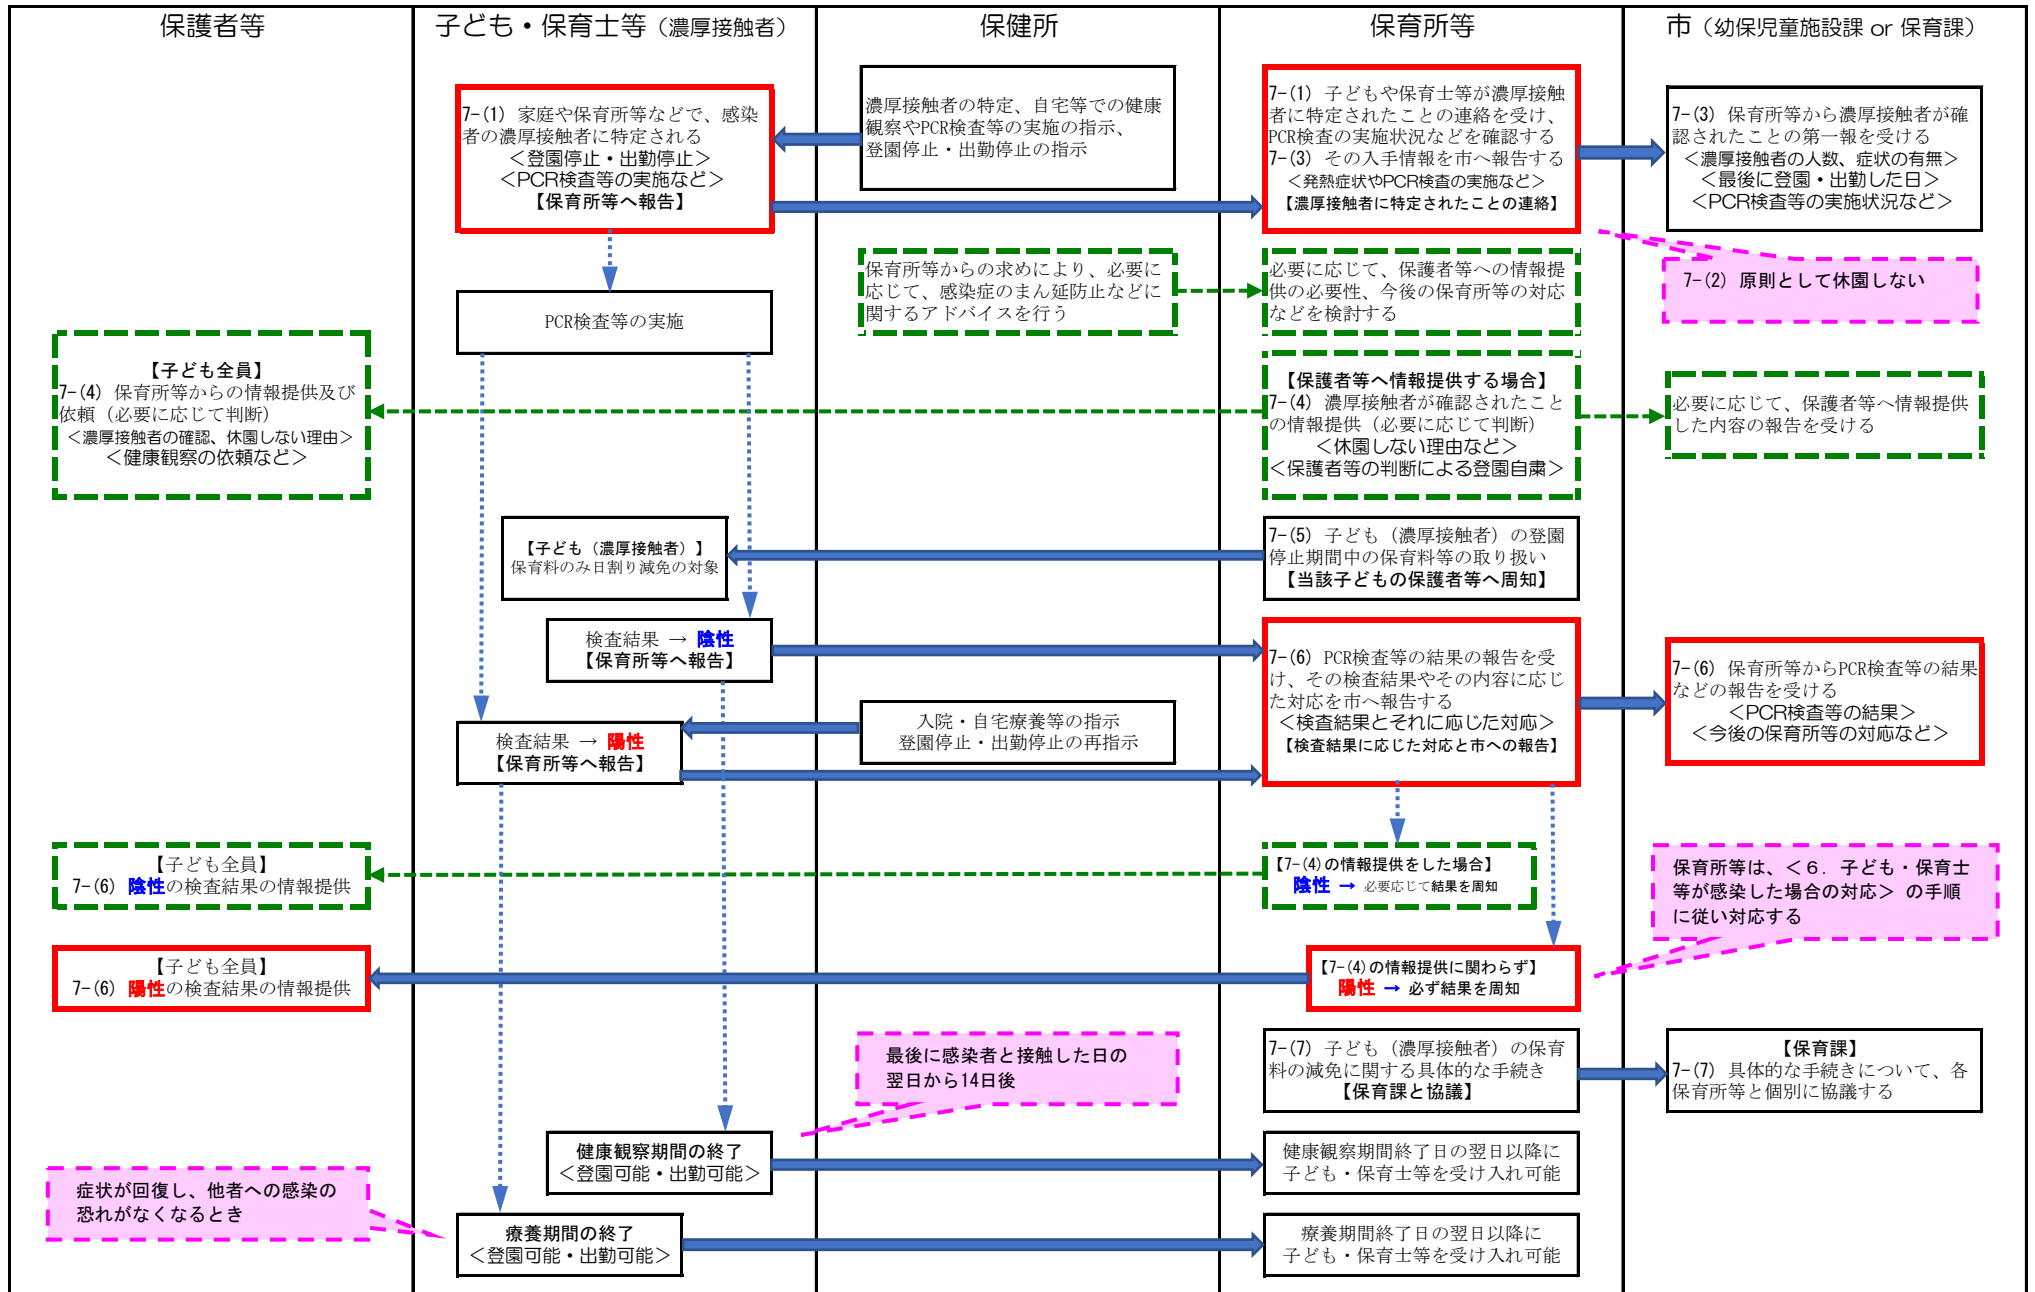 保護者等
子ども・保育士等（濃厚接触者）
保健所
保育所等
市（幼保児童施設課 or 保育課）
7-(1) 家庭や保育所等などで、感染
者の濃厚接触者に特定される
＜登園停止・出勤停止＞
＜PCR検査等の実施など＞
【保育所等へ報告】
濃厚接触者の特定、自宅等での健康
観察やPCR検査等の実施の指示、
登園停止・出勤停止の指示
7-(1) 子どもや保育士等が濃厚接触
者に特定されたことの連絡を受け、
PCR検査の実施状況などを確認する
7-(3) その入手情報を市へ報告する
＜発熱症状やPCR検査の実施など＞
【濃厚接触者に特定されたことの連絡】
7-(3) 保育所等から濃厚接触者が確
認されたことの第一報を受ける
＜濃厚接触者の人数、症状の有無＞
＜最後に登園・出勤した日＞
＜PCR検査等の実施状況など＞
7-(2) 原則として休園しない
保育所等からの求めにより、必要に
応じて、感染症のまん延防止などに
関するアドバイスを行う
必要に応じて、保護者等への情報提
供の必要性、今後の保育所等の対応
などを検討する
PCR検査等の実施
【子ども全員】
7-(4) 保育所等からの情報提供及び
依頼（必要に応じて判断）
＜濃厚接触者の確認、休園しない理由＞
＜健康観察の依頼など＞
【保護者等へ情報提供する場合】
7-(4) 濃厚接触者が確認されたこと
の情報提供（必要に応じて判断）
＜休園しない理由など＞
＜保護者等の判断による登園自粛＞
必要に応じて、保護者等へ情報提供
した内容の報告を受ける
【子ども（濃厚接触者）】
保育料のみ日割り減免の対象
7-(5) 子ども（濃厚接触者）の登園
停止期間中の保育料等の取り扱い
【当該子どもの保護者等へ周知】
検査結果 → 陰性
【保育所等へ報告】
7-(6) PCR検査等の結果の報告を受
け、その検査結果やその内容に応じ
た対応を市へ報告する
＜検査結果とそれに応じた対応＞
【検査結果に応じた対応と市への報告】
7-(6) 保育所等からPCR検査等の結果
などの報告を受ける
＜PCR検査等の結果＞
＜今後の保育所等の対応など＞
検査結果 → 陽性
【保育所等へ報告】
入院・自宅療養等の指示
登園停止・出勤停止の再指示
【子ども全員】
7-(6) 陰性の検査結果の情報提供
【7-(4)の情報提供をした場合】
陰性 → 必要応じて結果を周知
保育所等は、＜６．子ども・保育士
等が感染した場合の対応＞ の手順
に従い対応する
【子ども全員】
7-(6) 陽性の検査結果の情報提供
【7-(4)の情報提供に関わらず】
陽性 → 必ず結果を周知
最後に感染者と接触した日の
翌日から14日後
7-(7) 子ども（濃厚接触者）の保育
料の減免に関する具体的な手続き
【保育課と協議】
【保育課】
7-(7) 具体的な手続きについて、各
保育所等と個別に協議する
健康観察期間の終了
＜登園可能・出勤可能＞
健康観察期間終了日の翌日以降に
子ども・保育士等を受け入れ可能
症状が回復し、他者への感染の
恐れがなくなるとき
療養期間の終了
＜登園可能・出勤可能＞
療養期間終了日の翌日以降に
子ども・保育士等を受け入れ可能